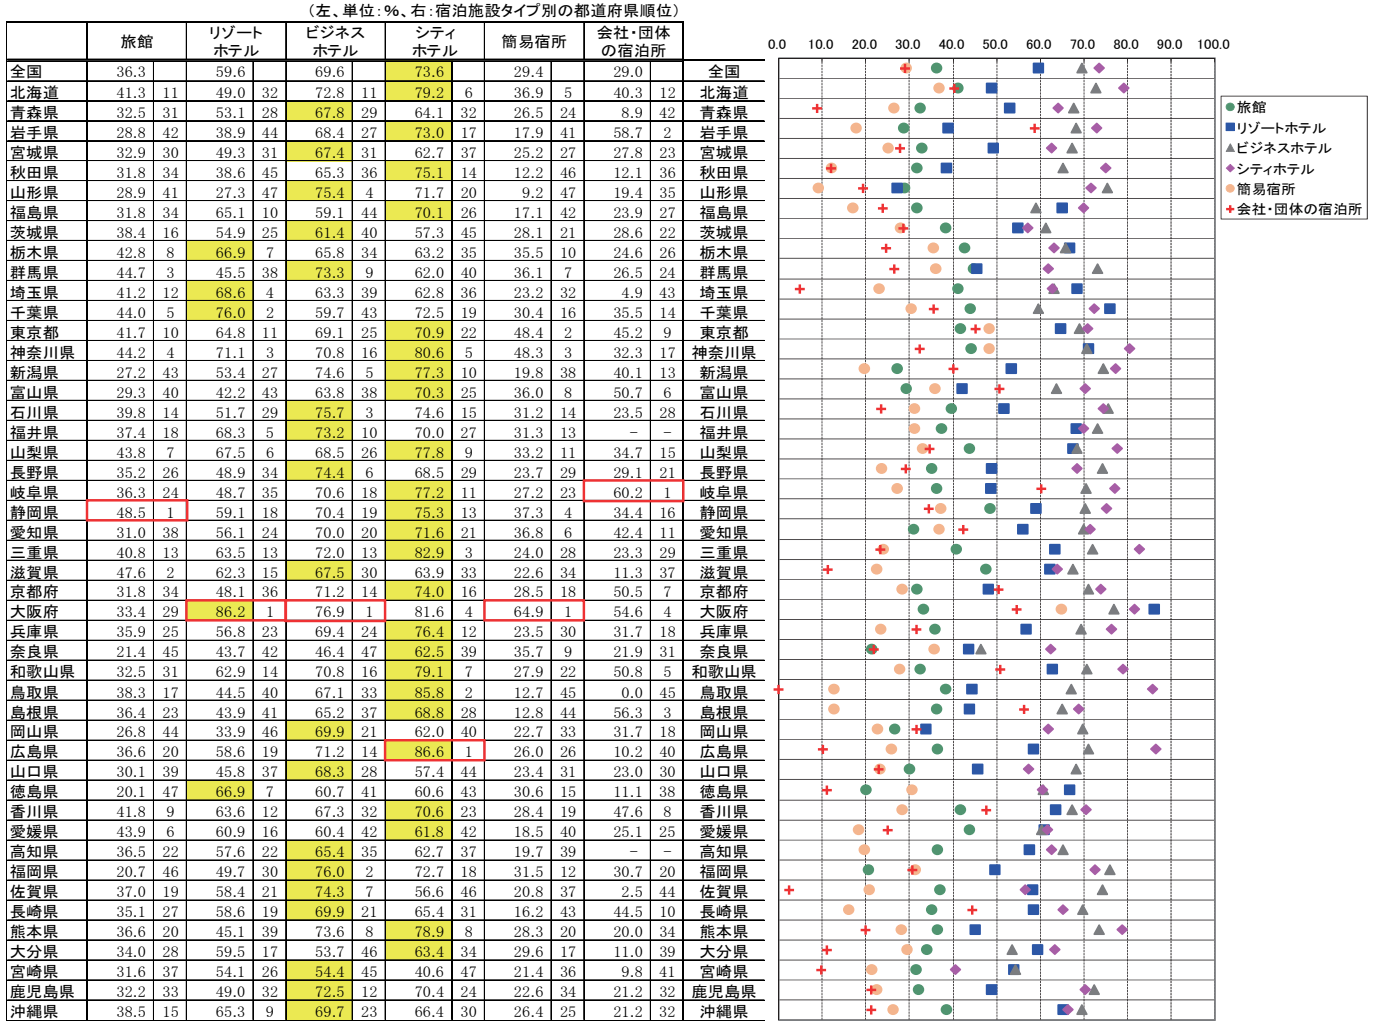 （左、単位：％、右：宿泊施設タイプ別の都道府県順位）
旅館 リゾートホテル ビジネスホテル シティホテル 簡易宿所 会社・団体の宿泊所
0.0 10.0 20.0 30.0 40.0 50.0 60.0 70.0 80.0 90.0 100.0
全国 36.3 59.6 69.6 73.6 29.4 29.0 全国
北海道 41.3 11 49.0 32 72.8 11 79.2 6 36.9 5 40.3 12 北海道
青森県 32.5 31 53.1 28 67.8 29 64.1 32 26.5 24 8.9 42 青森県
岩手県 28.8 42 38.9 44 68.4 27 73.0 17 17.9 41 58.7 2 岩手県
宮城県 32.9 30 49.3 31 67.4 31 62.7 37 25.2 27 27.8 23 宮城県
秋田県 31.8 34 38.6 45 65.3 36 75.1 14 12.2 46 12.1 36 秋田県
山形県 28.9 41 27.3 47 75.4 4 71.7 20 9.2 47 19.4 35 山形県
福島県 31.8 34 65.1 10 59.1 44 70.1 26 17.1 42 23.9 27 福島県
茨城県 38.4 16 54.9 25 61.4 40 57.3 45 28.1 21 28.6 22 茨城県
栃木県 42.8 8 66.9 7 65.8 34 63.2 35 35.5 10 24.6 26 栃木県
群馬県 44.7 3 45.5 38 73.3 9 62.0 40 36.1 7 26.5 24 群馬県
埼玉県 41.2 12 68.6 4 63.3 39 62.8 36 23.2 32 4.9 43 埼玉県
千葉県 44.0 5 76.0 2 59.7 43 72.5 19 30.4 16 35.5 14 千葉県
東京都 41.7 10 64.8 11 69.1 25 70.9 22 48.4 2 45.2 9 東京都
神奈川県 44.2 4 71.1 3 70.8 16 80.6 5 48.3 3 32.3 17 神奈川県
新潟県 27.2 43 53.4 27 74.6 5 77.3 10 19.8 38 40.1 13 新潟県
富山県 29.3 40 42.2 43 63.8 38 70.3 25 36.0 8 50.7 6 富山県
石川県 39.8 14 51.7 29 75.7 3 74.6 15 31.2 14 23.5 28 石川県
福井県 37.4 18 68.3 5 73.2 10 70.0 27 31.3 13 － － 福井県
山梨県 43.8 7 67.5 6 68.5 26 77.8 9 33.2 11 34.7 15 山梨県
長野県 35.2 26 48.9 34 74.4 6 68.5 29 23.7 29 29.1 21 長野県
岐阜県 36.3 24 48.7 35 70.6 18 77.2 11 27.2 23 60.2 1 岐阜県
静岡県 48.5 1 59.1 18 70.4 19 75.3 13 37.3 4 34.4 16 静岡県
愛知県 31.0 38 56.1 24 70.0 20 71.6 21 36.8 6 42.4 11 愛知県
三重県 40.8 13 63.5 13 72.0 13 82.9 3 24.0 28 23.3 29 三重県
滋賀県 47.6 2 62.3 15 67.5 30 63.9 33 22.6 34 11.3 37 滋賀県
京都府 31.8 34 48.1 36 71.2 14 74.0 16 28.5 18 50.5 7 京都府
大阪府 33.4 29 86.2 1 76.9 1 81.6 4 64.9 1 54.6 4 大阪府
兵庫県 35.9 25 56.8 23 69.4 24 76.4 12 23.5 30 31.7 18 兵庫県
奈良県 21.4 45 43.7 42 46.4 47 62.5 39 35.7 9 21.9 31 奈良県
和歌山県 32.5 31 62.9 14 70.8 16 79.1 7 27.9 22 50.8 5 和歌山県
鳥取県 38.3 17 44.5 40 67.1 33 85.8 2 12.7 45 0.0 45 鳥取県
島根県 36.4 23 43.9 41 65.2 37 68.8 28 12.8 44 56.3 3 島根県
岡山県 26.8 44 33.9 46 69.9 21 62.0 40 22.7 33 31.7 18 岡山県
広島県 36.6 20 58.6 19 71.2 14 86.6 1 26.0 26 10.2 40 広島県
山口県 30.1 39 45.8 37 68.3 28 57.4 44 23.4 31 23.0 30 山口県
徳島県 20.1 47 66.9 7 60.7 41 60.6 43 30.6 15 11.1 38 徳島県
香川県 41.8 9 63.6 12 67.3 32 70.6 23 28.4 19 47.6 8 香川県
愛媛県 43.9 6 60.9 16 60.4 42 61.8 42 18.5 40 25.1 25 愛媛県
高知県 36.5 22 57.6 22 65.4 35 62.7 37 19.7 39 － － 高知県
福岡県 20.7 46 49.7 30 76.0 2 72.7 18 31.5 12 30.7 20 福岡県
佐賀県 37.0 19 58.4 21 74.3 7 56.6 46 20.8 37 2.5 44 佐賀県
長崎県 35.1 27 58.6 19 69.9 21 65.4 31 16.2 43 44.5 10 長崎県
熊本県 36.6 20 45.1 39 73.6 8 78.9 8 28.3 20 20.0 34 熊本県
大分県 34.0 28 59.5 17 53.7 46 63.4 34 29.6 17 11.0 39 大分県
宮崎県 31.6 37 54.1 26 54.4 45 40.6 47 21.4 36 9.8 41 宮崎県
鹿児島県 32.2 33 49.0 32 72.5 12 70.4 24 22.6 34 21.2 32 鹿児島県
沖縄県 38.5 15 65.3 9 69.7 23 66.4 30 26.4 25 21.2 32 沖縄県
旅館
リゾートホテル
ビジネスホテル
シティホテル
簡易宿所
会社・団体の宿泊所